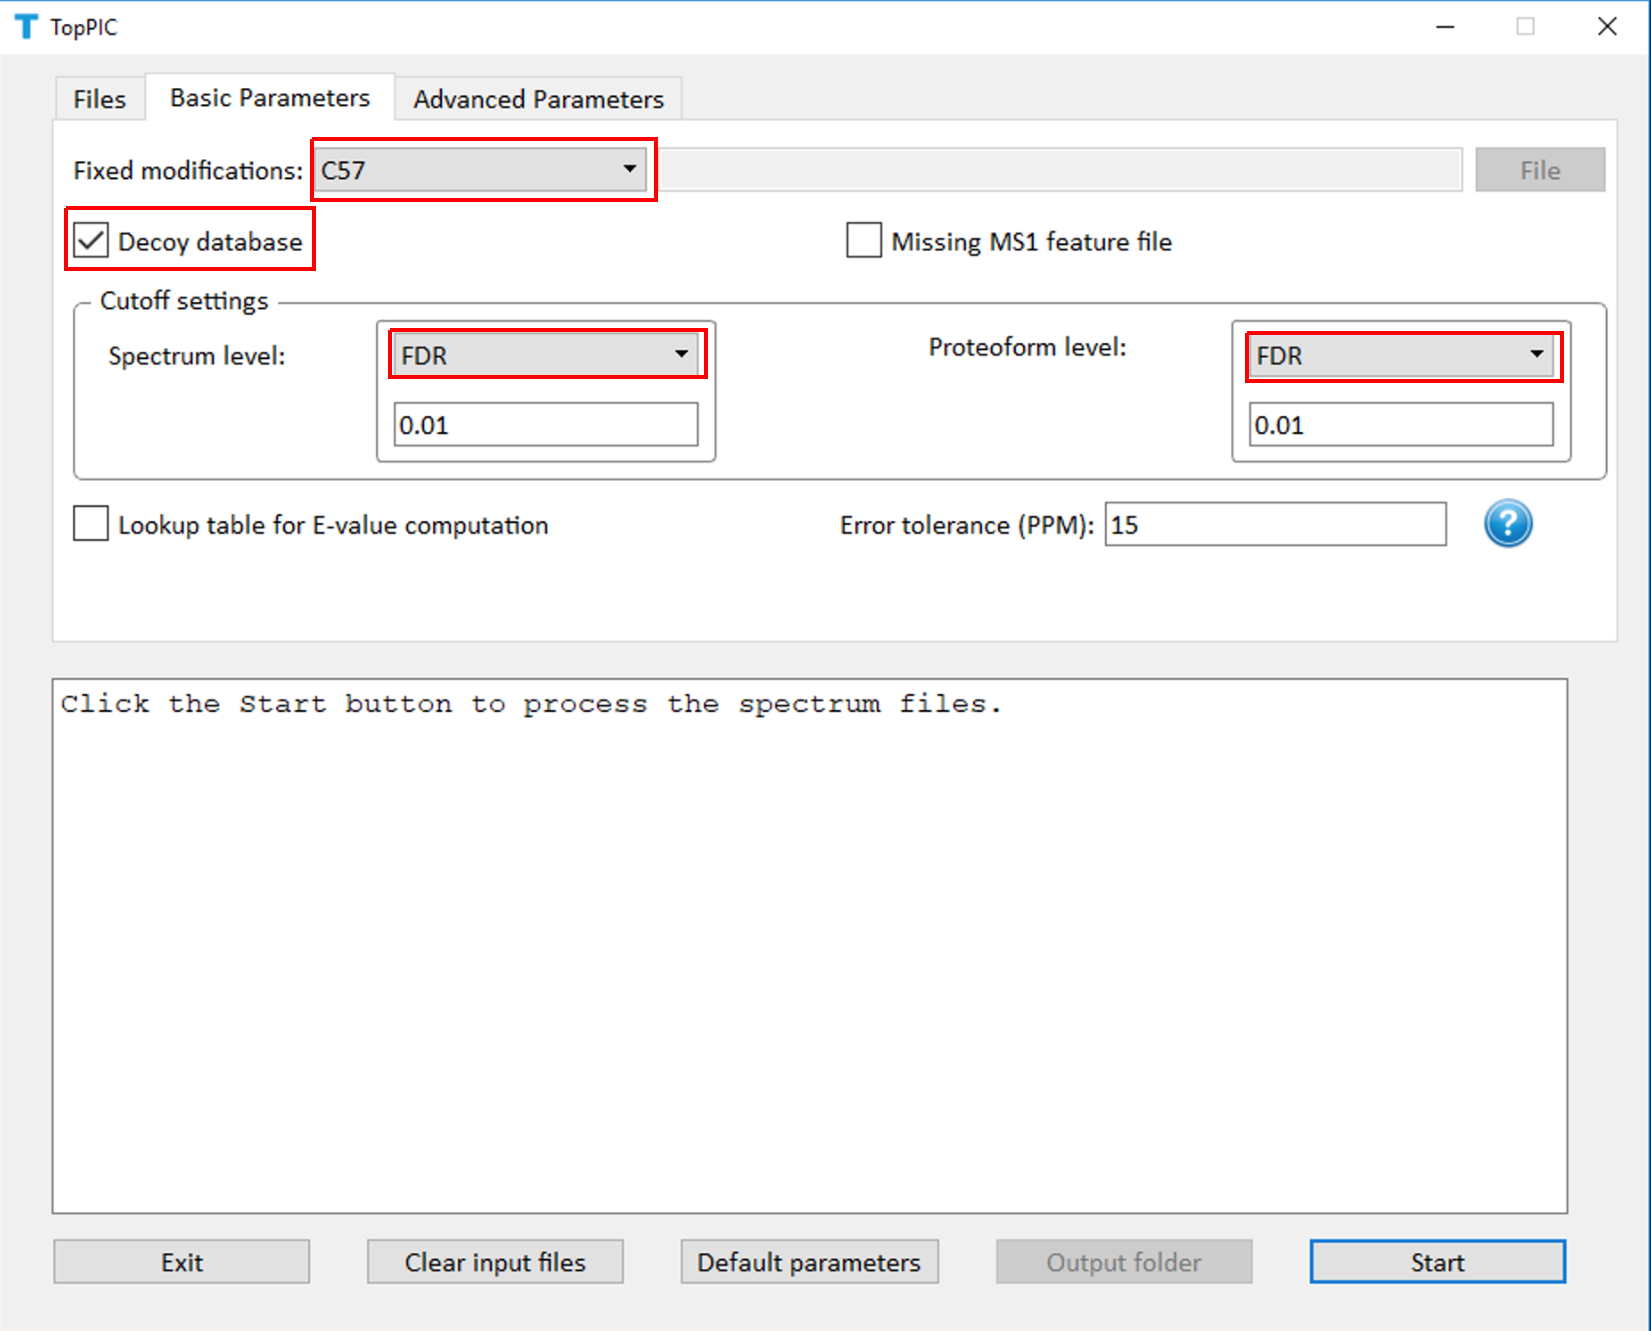 TopPIC
Files Basic Parameters Advanced Parameters
Fixed modifications: C57 File
Decoy database Missing MS1 feature file
Cutoff settings
Spectrum level: FDR Proteoform level: FDR
0.01 0.01
Lookup table for E-value computation Error tolerance (PPM): 15 ?
Click the Start button to process the spectrum files.
Exit Clear input files Default parameters Output folder Start